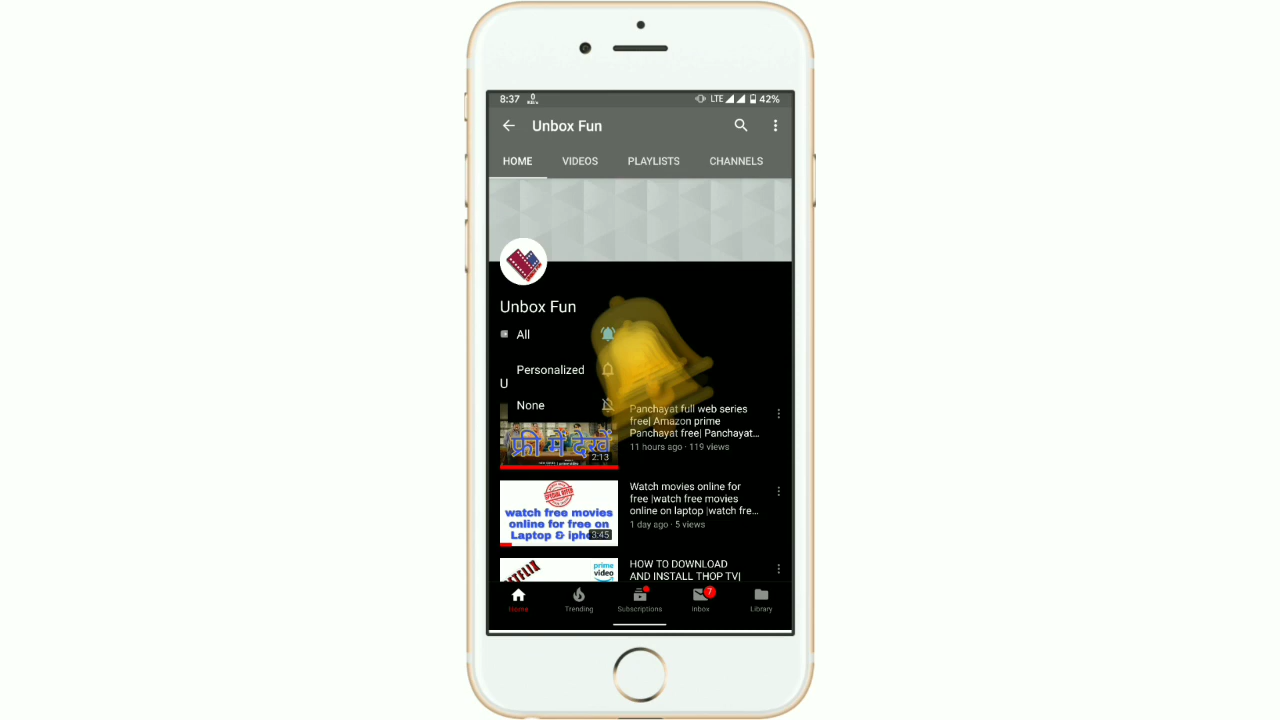 8:37 0 LTE 42%
Unbox Fun
HOME VIDEOS PLAYLISTS CHANNELS
Unbox Fun
All
Personalized
U
None
फ्री में देखें
2:13
Panchayat full web series
free| Amazon prime
Panchayat free| Panchayat...
11 hours ago · 119 views
SPECIAL OFFER
watch free movies
online for free on
Laptop & iph
3:45
Watch movies online for
free |watch free movies
online on laptop |watch fre...
1 day ago · 5 views
NETFLIX
prime
video
HOW TO DOWNLOAD
AND INSTALL THOP TV|
Home Trending Subscriptions Inbox 7 Library